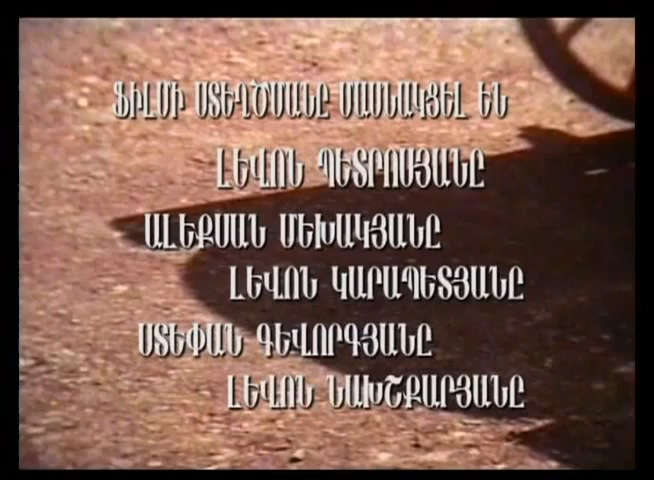 ՖԻԼՄԻ ՍՏԵՂԾՄԱՆԸ ՄԱՍՆԱԿՑԵԼ ԵՆ
ԼԵՎՈՆ ՊԵՏՐՈՍՅԱՆԸ
ԱԼԵՔՍԱՆ ՄԵԽԱԿՅԱՆԸ
ԼԵՎՈՆ ԿԱՐԱՊԵՏՅԱՆԸ
ՍՏԵՓԱՆ ԳԵՎՈՐԳՅԱՆԸ
ԼԵՎՈՆ ՆԱԽՇՔԱՐՅԱՆԸ